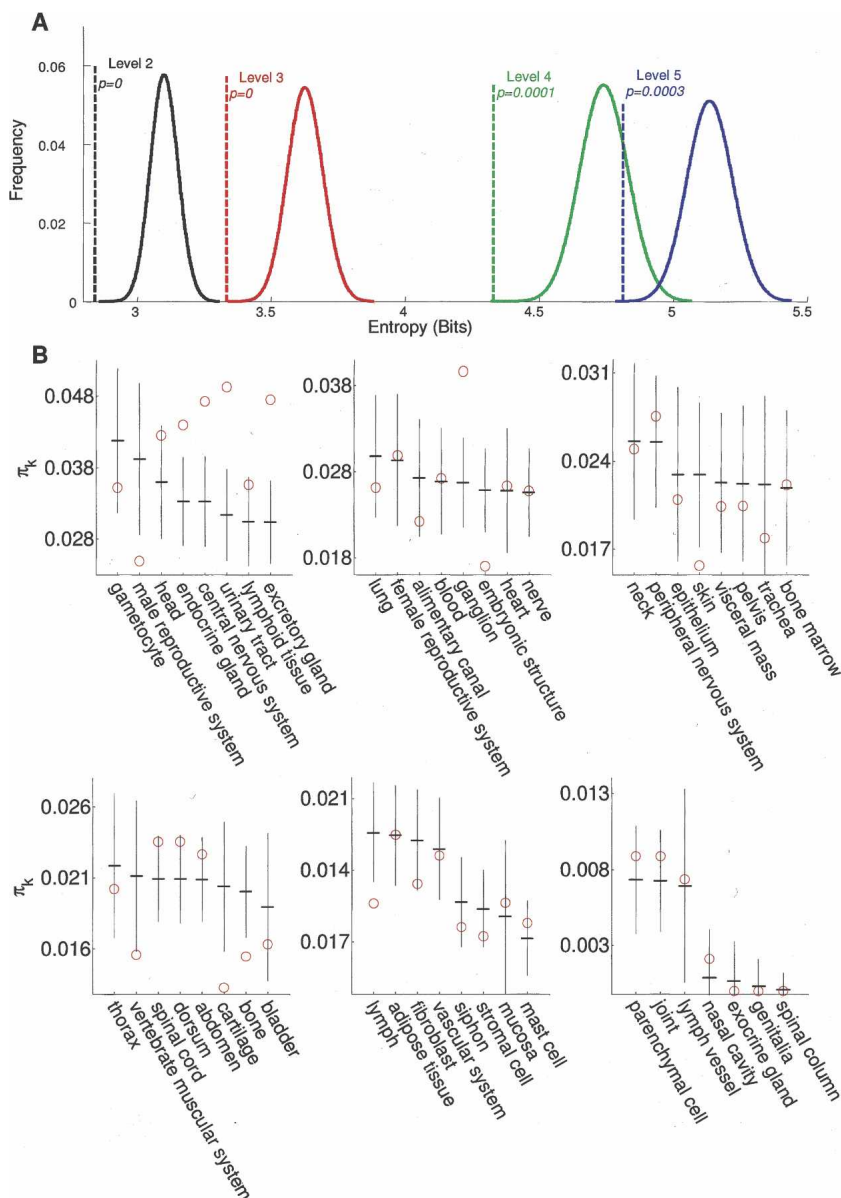 A
Level 2
p=0
Level 3
p=0
Level 4
p=0.0001
Level 5
p=0.0003
0.06
0.04
0.02
0
Frequency
3
3.5
4
4.5
5
5.5
Entropy (Bits)
B
0.048
0.038
0.028
πk
gametocyte
male reproductive system
head
endocrine gland
central nervous system
urinary tract
lymphoid tissue
excretory gland
0.038
0.028
0.018
lung
female reproductive system
alimentary canal
blood
ganglion
embryonic structure
heart
nerve
0.031
0.024
0.017
neck
peripheral nervous system
epithelium
skin
visceral mass
pelvis
trachea
bone marrow
0.026
0.021
0.016
πk
thorax
vertebrate muscular system
spinal cord
dorsum
abdomen
cartilage
bone
bladder
0.021
0.014
0.017
lymph
adipose tissue
fibroblast
vascular system
siphon
stromal cell
mucosa
mast cell
0.013
0.008
0.003
parenchymal cell
joint
lymph vessel
nasal cavity
exocrine gland
genitalia
spinal column